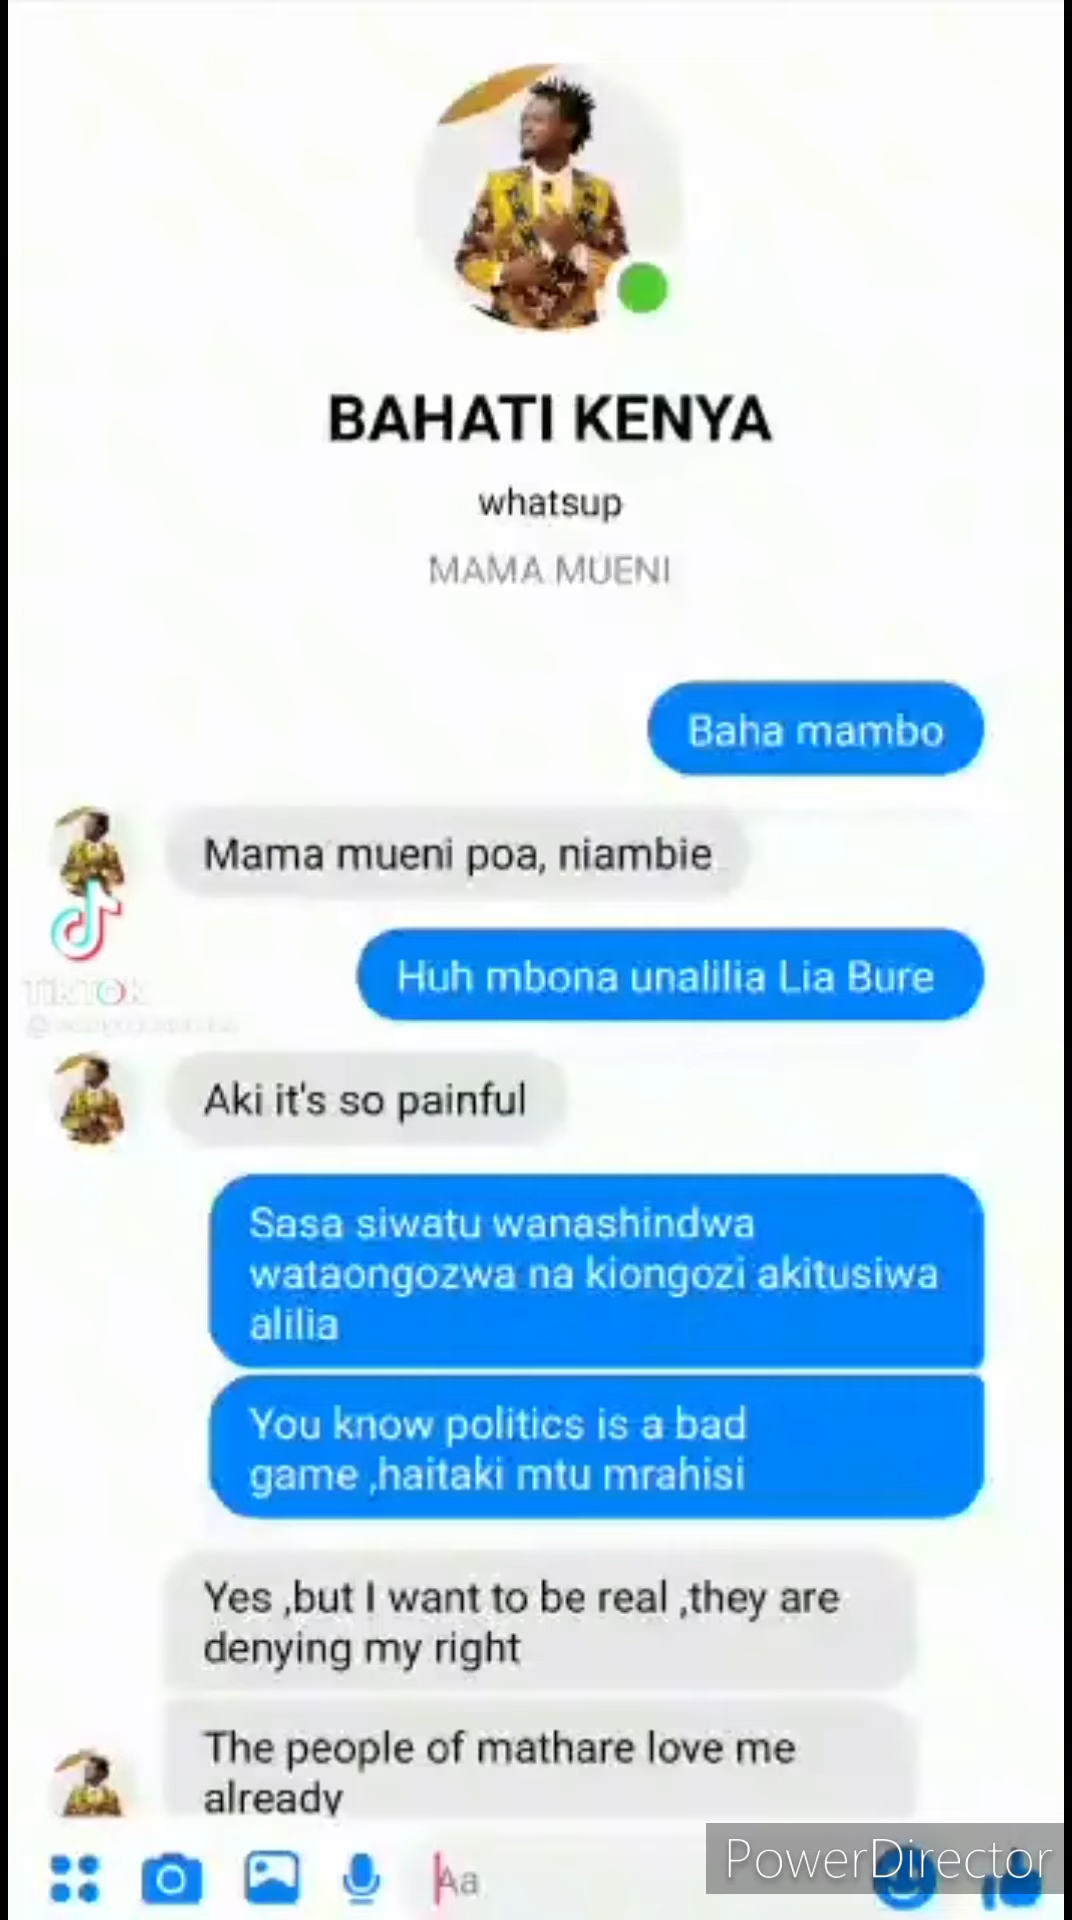 BAHATI KENYA
whatsup
MAMA MUENI
Baha mambo
Mama mueni poa, niambie
TIKTOK
Huh mbona unalilia Lia Bure
Aki it's so painful
Sasa siwatu wanashindwa
wataongozwa na kiongozi akitusiwa
alilia
You know politics is a bad
game ,haitaki mtu mrahisi
Yes ,but I want to be real ,they are
denying my right
The people of mathare love me
already
Aa
PowerDirector